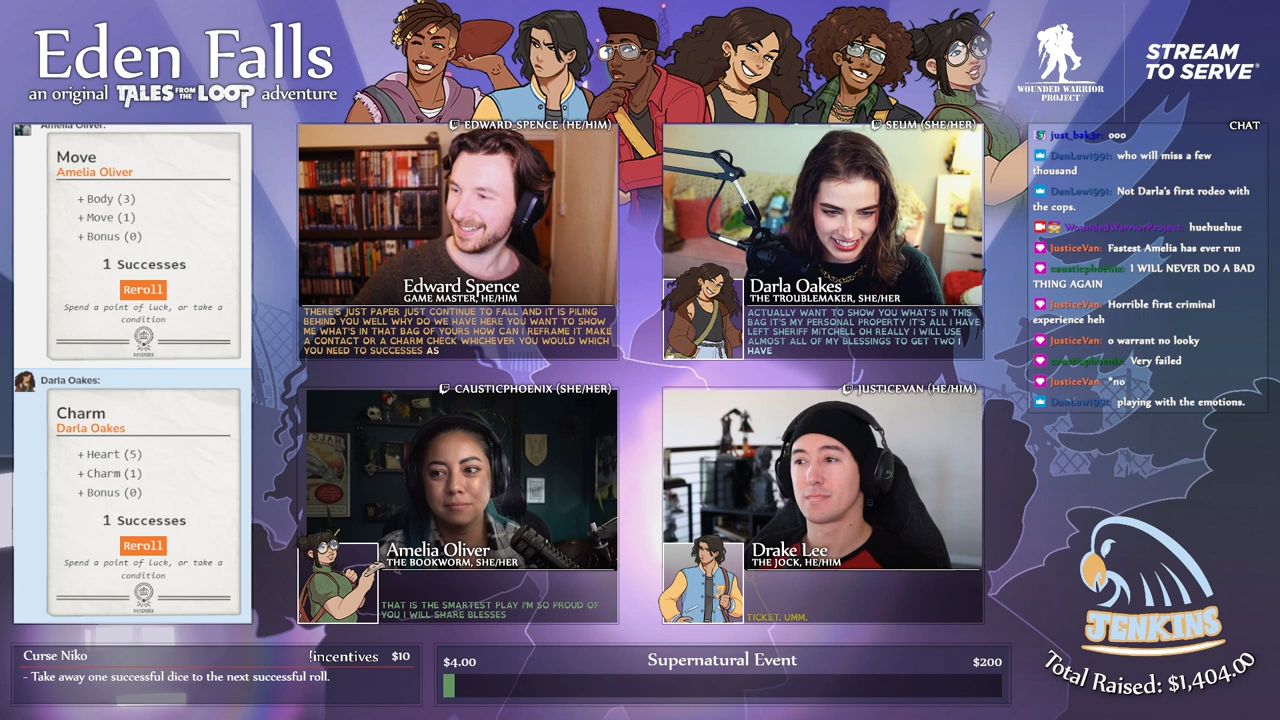 Eden Falls
an original TALES FROM THE LOOP adventure
WOUNDED WARRIOR
PROJECT
STREAM
TO SERVE
Amelia Oliver:
Move
Amelia Oliver
+ Body (3)
+ Move (1)
+ Bonus (0)
1 Successes
Reroll
Spend a point of luck, or take a
condition
Darla Oakes:
Charm
Darla Oakes
+ Heart (5)
+ Charm (1)
+ Bonus (0)
1 Successes
Reroll
Spend a point of luck, or take a
condition
EDWARD_SPENCE (HE/HIM)
Edward Spence
GAME MASTER, HE/HIM
THERE'S JUST PAPER JUST CONTINUE TO FALL AND IT IS PILING
BEHIND YOU WELL WHY DO WE HAVE HERE YOU WANT TO SHOW
ME WHAT'S IN THAT BAG OF YOURS HOW CAN I REFRAME IT MAKE
A CONTACT OR A CHARM CHECK WHICHEVER YOU WOULD WHICH
YOU NEED TO SUCCESSES AS
SEUM (SHE/HER)
Darla Oakes
THE TROUBLEMAKER, SHE/HER
ACTUALLY WANT TO SHOW YOU WHAT'S IN THIS
BAG IT'S MY PERSONAL PROPERTY IT'S ALL I HAVE
LEFT SHERIFF MITCHELL OH REALLY I WILL USE
ALMOST ALL OF MY BLESSINGS TO GET TWO I
HAVE
CAUSTICPHOENIX (SHE/HER)
Amelia Oliver
THE BOOKWORM, SHE/HER
THAT IS THE SMARTEST PLAY I'M SO PROUD OF
YOU I WILL SHARE BLESSES
JUSTICEVAN (HE/HIM)
Drake Lee
THE JOCK, HE/HIM
TICKET. UMM.
CHAT
just_bak3r: ooo
DanLaw1991: who will miss a few
thousand
DanLaw1991: Not Darla's first rodeo with
the cops.
WoundedWarriorProject: huehuehue
JusticeVan: Fastest Amelia has ever run
causticphoenix: I WILL NEVER DO A BAD
THING AGAIN
JusticeVan: Horrible first criminal
experience heh
JusticeVan: o warrant no looky
causticphoenix: Very failed
JusticeVan: *no
DanLaw1991: playing with the emotions.
Curse Niko
!incentives $10
- Take away one successful dice to the next successful roll.
$4.00 Supernatural Event $200
JENKINS
Total Raised: $1,404.00